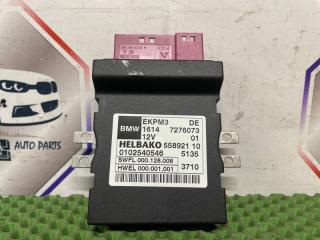 AUTO PARTS
EKPM3 DE
BMW 1614 7276073
12V 01
HELBAKO 558921 10
0102540546 5135
SWFL 000.128.008
HWEL 000.001.001 3710